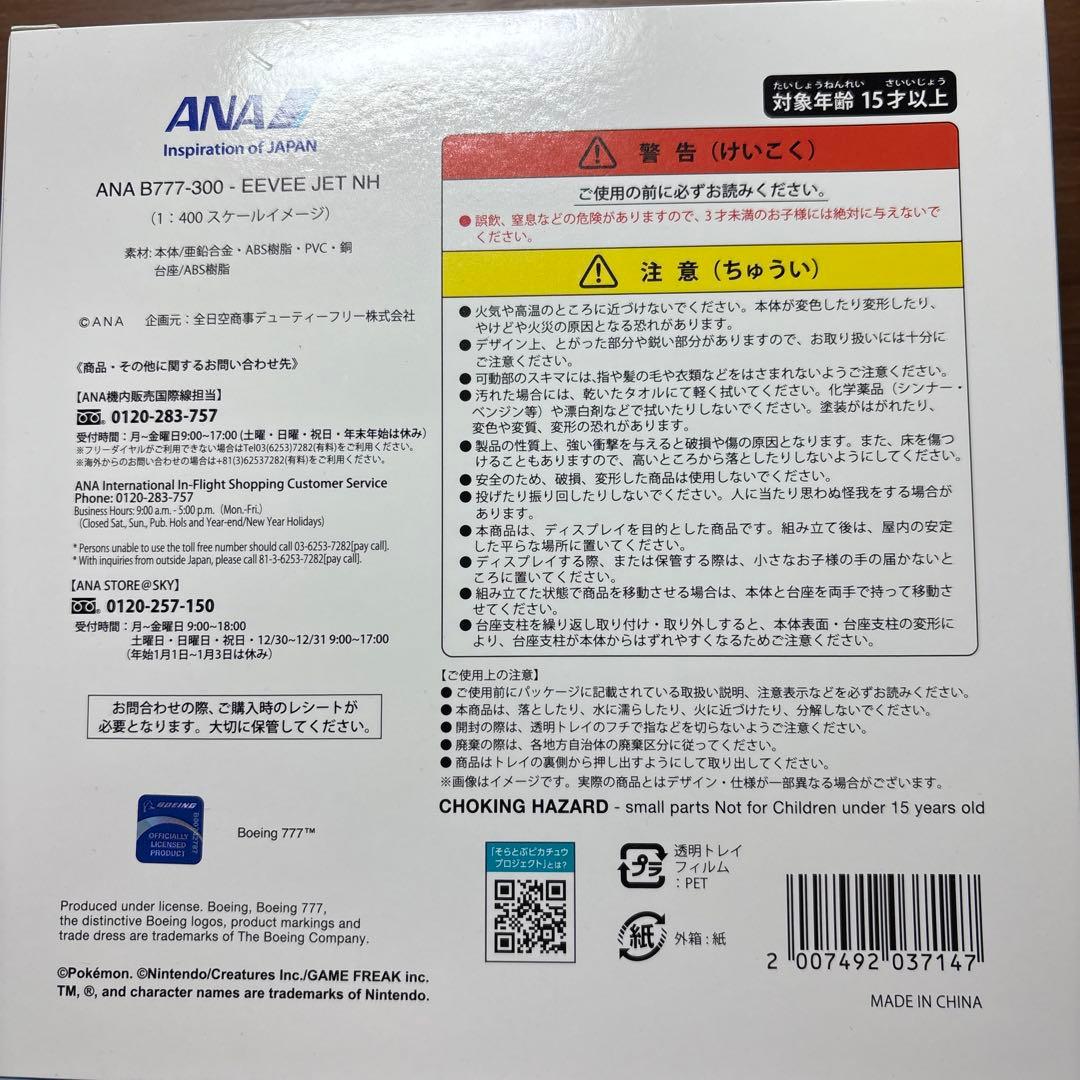 ANA
Inspiration of JAPAN
ANA B777-300 - EEVEE JET NH
（1：400 スケールイメージ）
素材: 本体/亜鉛合金・ABS樹脂・PVC・銅
台座/ABS樹脂
©ANA 企画元：全日空商事デューティーフリー株式会社
《商品・その他に関するお問い合わせ先》
【ANA機内販売国際線担当】
0120-283-757
受付時間：月~金曜日9:00~17:00 (土曜・日曜・祝日・年末年始は休み)
※フリーダイヤルがご利用できない場合はTel03(6253)7282(有料)をご利用ください。
※海外からのお問い合わせの場合は+81(3)62537282(有料)をご利用ください。
ANA International In-Flight Shopping Customer Service
Phone: 0120-283-757
Business Hours: 9:00 a.m. - 5:00 p.m. (Mon.-Fri.)
(Closed Sat., Sun., Pub. Hols and Year-end/New Year Holidays)
* Persons unable to use the toll free number should call 03-6253-7282[pay call].
* With inquiries from outside Japan, please call 81-3-6253-7282[pay call].
【ANA STORE@SKY】
0120-257-150
受付時間：月~金曜日 9:00~18:00
土曜日・日曜日・祝日・12/30~12/31 9:00~17:00
(年始1月1日~1月3日は休み)
お問合わせの際、ご購入時のレシートが
必要となります。大切に保管してください。
BOEING
OFFICIALLY
LICENSED
PRODUCT
Boeing 777™
Produced under license. Boeing, Boeing 777,
the distinctive Boeing logos, product markings and
trade dress are trademarks of The Boeing Company.
©Pokémon. ©Nintendo/Creatures Inc./GAME FREAK inc.
TM, ®, and character names are trademarks of Nintendo.
たいしょうねんれい さいいじょう
対象年齢 15才以上
警告（けいこく）
ご使用の前に必ずお読みください。
● 誤飲、窒息などの危険がありますので、3才未満のお子様には絶対に与えないで
ください。
注意（ちゅうい）
● 火気や高温のところに近づけないでください。本体が変色したり変形したり、
やけどや火災の原因となる恐れがあります。
● デザイン上、とがった部分や鋭い部分がありますので、お取り扱いには十分に
ご注意ください。
● 可動部のスキマには、指や髪の毛や衣類などをはさまれないようご注意ください。
● 汚れた場合には、乾いたタオルにて軽く拭いてください。化学薬品（シンナー・
ベンジン等）や漂白剤などで拭いたりしないでください。塗装がはがれたり、
変色や変質、変形の恐れがあります。
● 製品の性質上、強い衝撃を与えると破損や傷の原因となります。また、床を傷つ
けることもありますので、高いところから落としたりしないようにしてください。
● 安全のため、破損、変形した商品は使用しないでください。
● 投げたり振り回したりしないでください。人に当たり思わぬ怪我をする場合が
あります。
● 本商品は、ディスプレイを目的とした商品です。組み立て後は、屋内の安定
した平らな場所に置いてください。
● ディスプレイする際、または保管する際は、小さなお子様の手の届かないと
ころに置いてください。
● 組み立てた状態で商品を移動させる場合は、本体と台座を両手で持って移動さ
せてください。
● 台座支柱を繰り返し取り付け・取り外しすると、本体表面・台座支柱の変形に
より、台座支柱が本体からはずれやすくなるためご注意ください。
【ご使用上の注意】
● ご使用前にパッケージに記載されている取扱い説明、注意表示などを必ずお読みください。
● 本商品は、落としたり、水に濡らしたり、火に近づけたり、分解しないでください。
● 開封の際は、透明トレイのフチで指などを切らないようご注意ください。
● 廃棄の際は、各地方自治体の廃棄区分に従ってください。
● 商品はトレイの裏側から押し出すようにして取り出してください。
※画像はイメージです。実際の商品とはデザイン・仕様が一部異なる場合がございます。
CHOKING HAZARD - small parts Not for Children under 15 years old
「そらとぶピカチュウ
プロジェクト」とは?
プラ
透明トレイ
フィルム
：PET
紙
外箱：紙
2 007492 037147
MADE IN CHINA